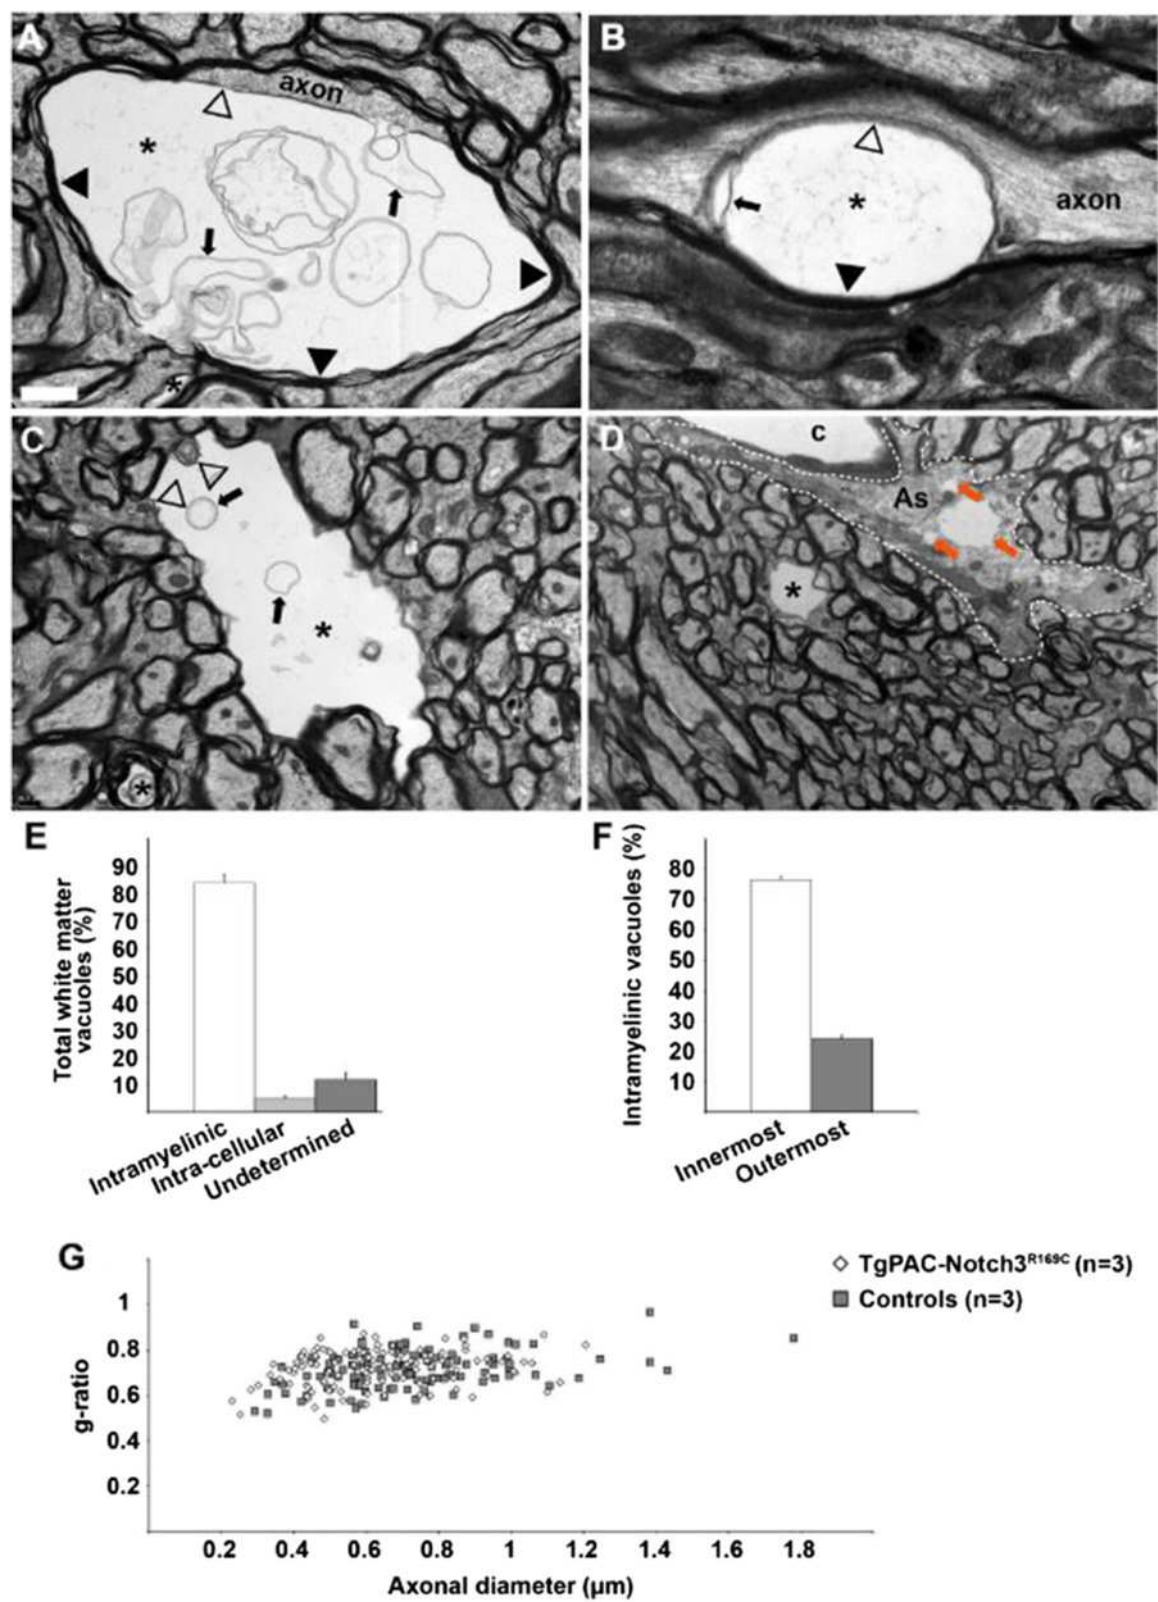 A
axon
*
*
B
*
axon
C
*
*
D
c
As
*
E
Total white matter
vacuoles (%)
90
80
70
60
50
40
30
20
10
Intramyelinic
Intra-cellular
Undetermined
F
Intramyelinic vacuoles (%)
80
70
60
50
40
30
20
10
Innermost
Outermost
G
TgPAC-Notch3R169C (n=3)
Controls (n=3)
g-ratio
1
0.8
0.6
0.4
0.2
0.2 0.4 0.6 0.8 1 1.2 1.4 1.6 1.8
Axonal diameter (μm)